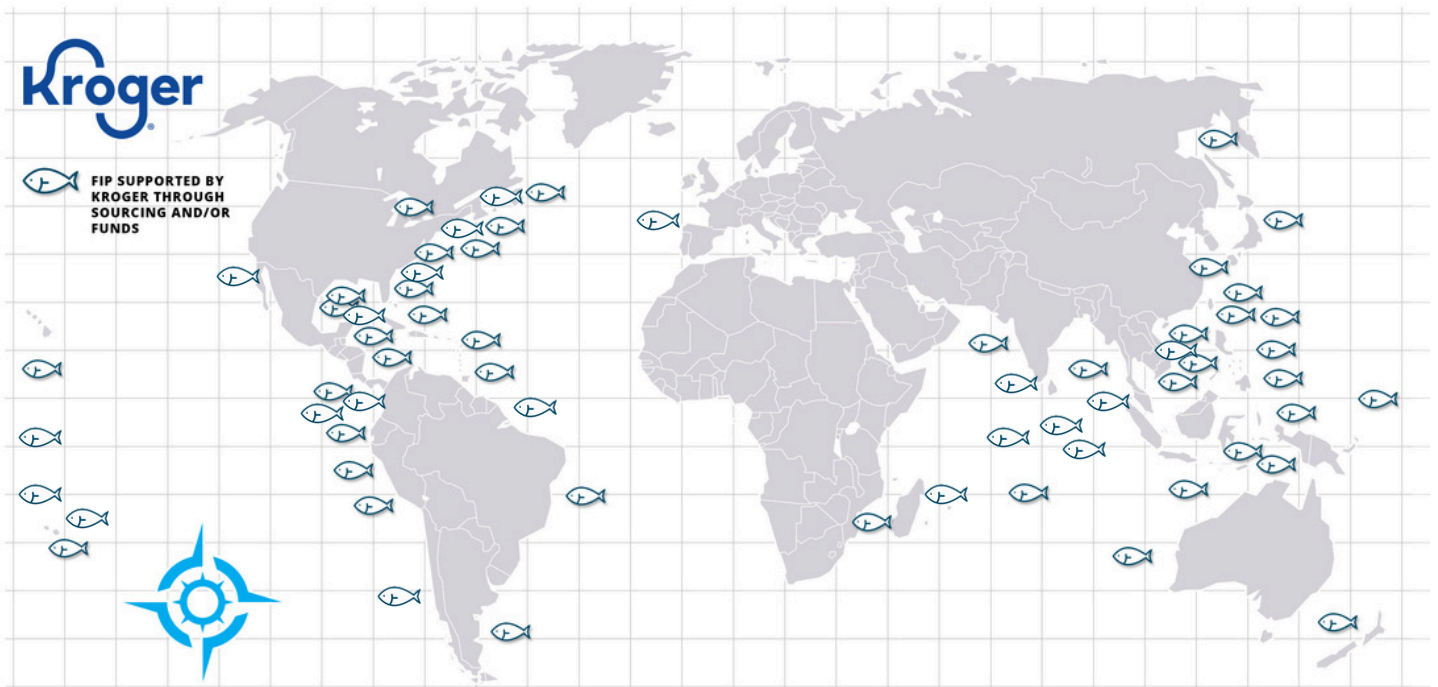 Kroger
®
FIP SUPPORTED BY
KROGER THROUGH
SOURCING AND/OR
FUNDS